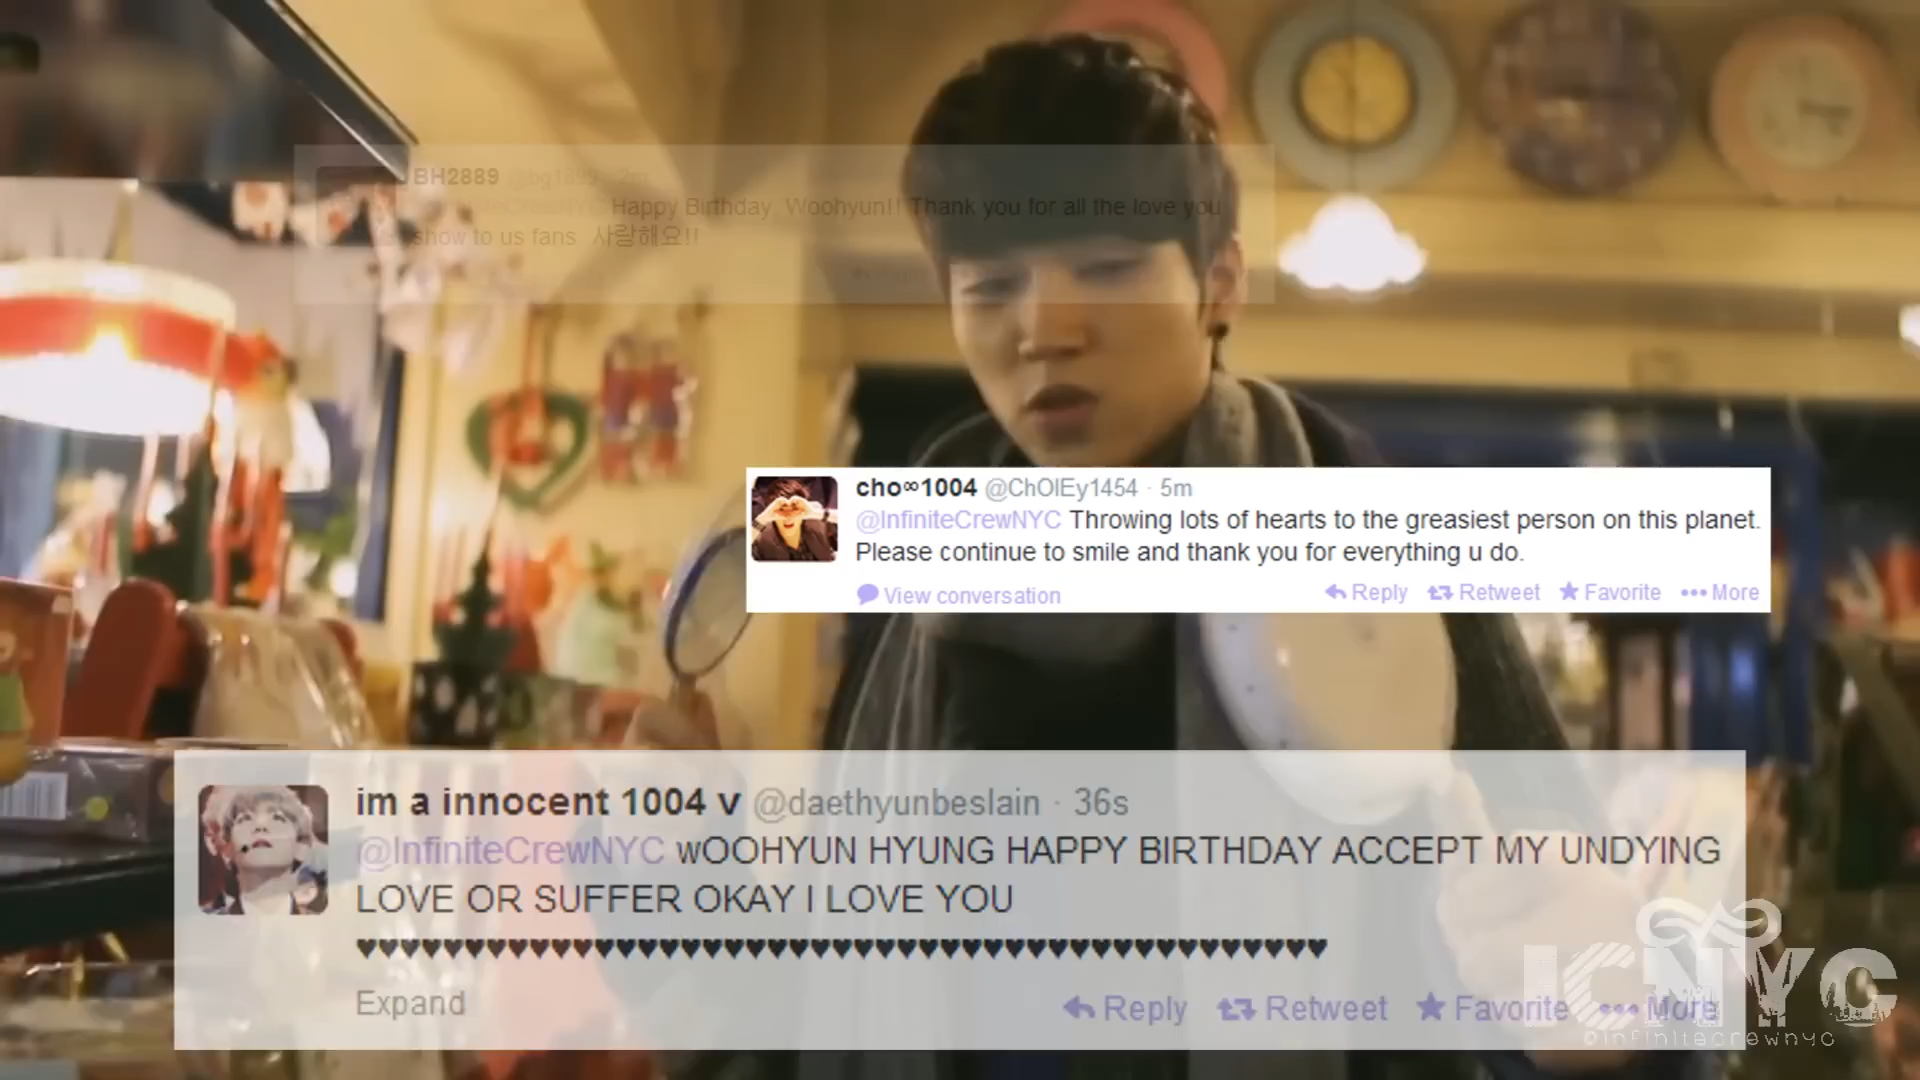 BH2889 @bg1899 · 2m
@InfiniteCrewNYC Happy Birthday, Woohyun!! Thank you for all the love you
show to us fans 사랑해요!!
cho∞1004 @ChOlEy1454 · 5m
@InfiniteCrewNYC Throwing lots of hearts to the greasiest person on this planet.
Please continue to smile and thank you for everything u do.
View conversation Reply Retweet Favorite More
im a innocent 1004 v @daethyunbeslain · 36s
@InfiniteCrewNYC wOOHYUN HYUNG HAPPY BIRTHDAY ACCEPT MY UNDYING
LOVE OR SUFFER OKAY I LOVE YOU
♥♥♥♥♥♥♥♥♥♥♥♥♥♥♥♥♥♥♥♥♥♥♥♥♥♥♥♥♥♥♥♥♥♥♥♥♥♥♥♥♥♥♥♥♥
Expand Reply Retweet Favorite More
ICNYC
@infinitecrewnyc